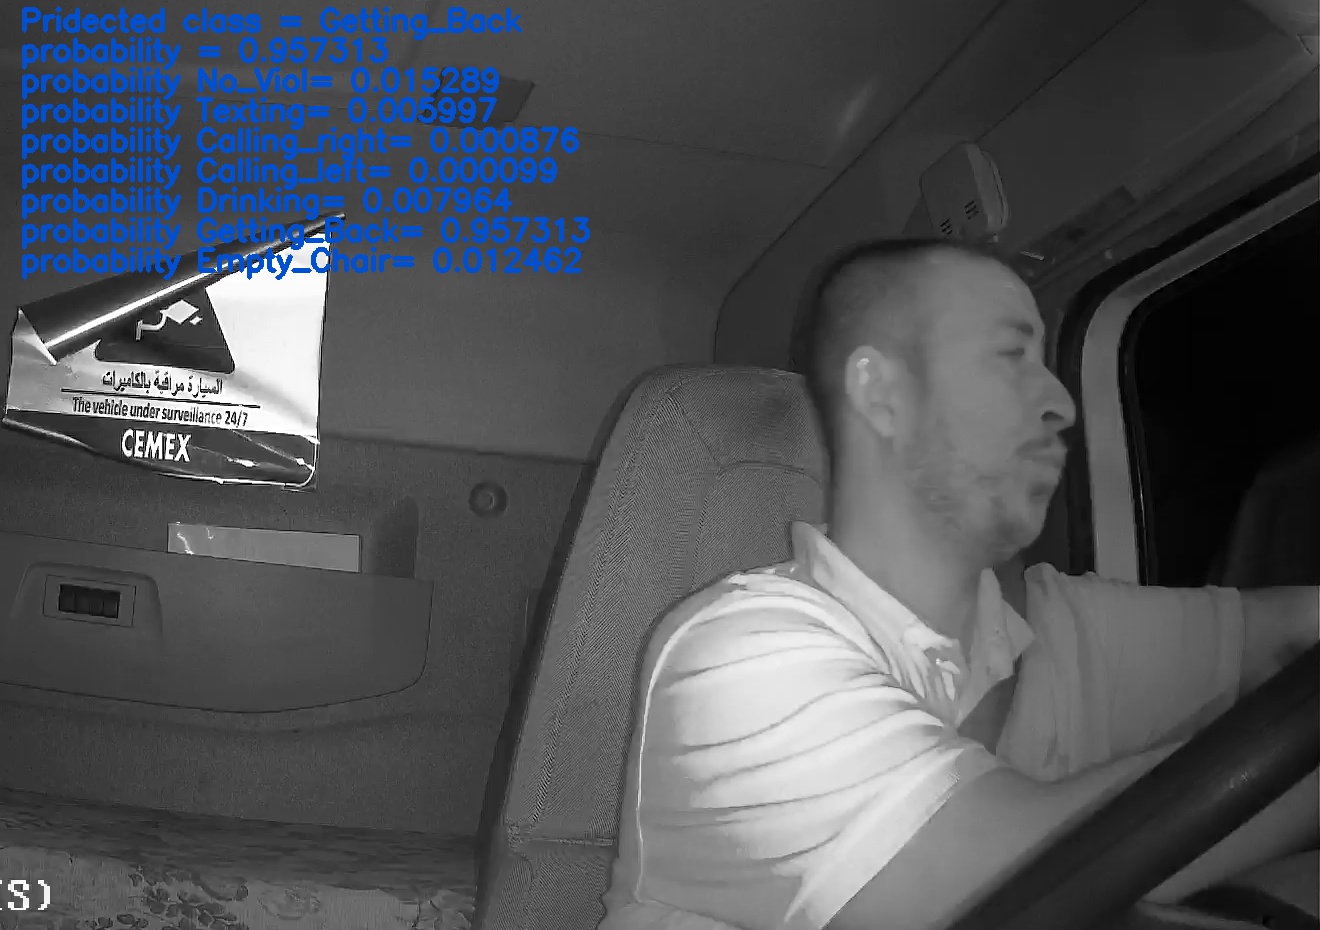 Pridected class = Getting_Back
probability = 0.957313
probability No_Viol= 0.015289
probability Texting= 0.005997
probability Calling_right= 0.000876
probability Calling_left= 0.000099
probability Drinking= 0.007964
probability Getting_Back= 0.957313
probability Empty_Chair= 0.012462
السيارة مراقبة بالكاميرات
The vehicle under surveillance 24/7
CEMEX
S)